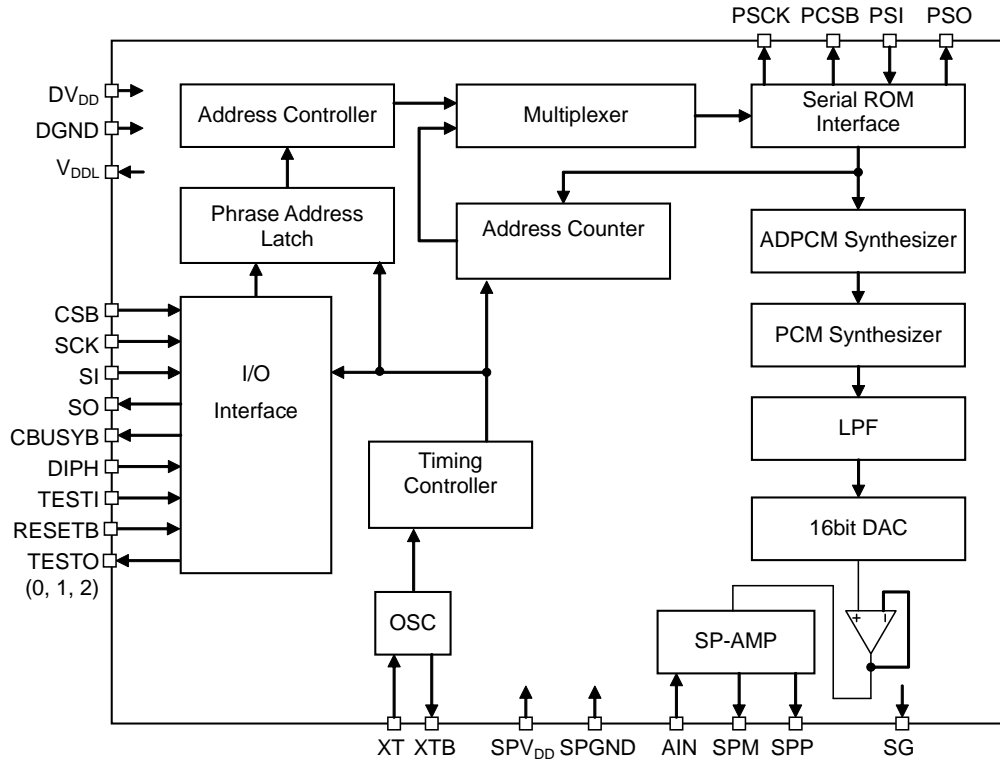 PSCK PCSB PSI PSO
DVDD
DGND
VDDL
Address Controller
Multiplexer
Serial ROM
Interface
Phrase Address
Latch
Address Counter
ADPCM Synthesizer
CSB
SCK
SI
SO
CBUSYB
DIPH
TESTI
RESETB
TESTO
(0, 1, 2)
I/O
Interface
PCM Synthesizer
LPF
Timing
Controller
16bit DAC
OSC
SP-AMP
+ −
XT XTB SPVDD SPGND AIN SPM SPP SG